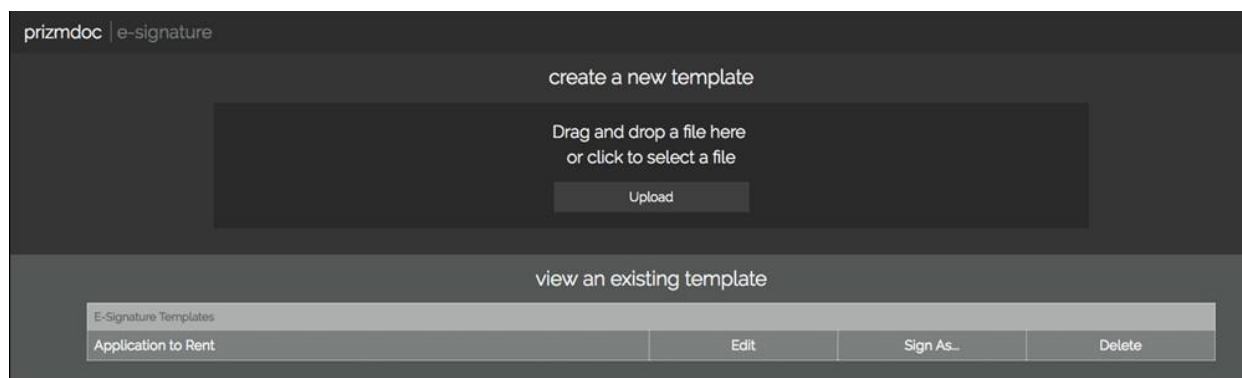 prizmdoc | e-signature
create a new template
Drag and drop a file here
or click to select a file
Upload
view an existing template
E-Signature Templates
Application to Rent Edit Sign As... Delete